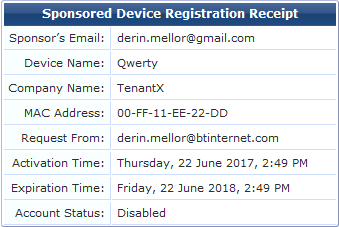 Sponsored Device Registration Receipt
Sponsor's Email: derin.mellor@gmail.com
Device Name: Qwerty
Company Name: TenantX
MAC Address: 00-FF-11-EE-22-DD
Request From: derin.mellor@btinternet.com
Activation Time: Thursday, 22 June 2017, 2:49 PM
Expiration Time: Friday, 22 June 2018, 2:49 PM
Account Status: Disabled